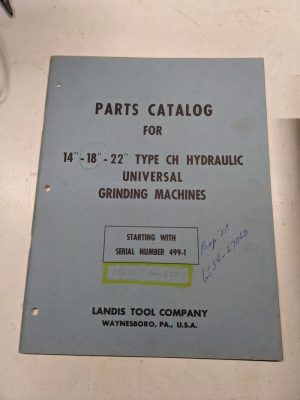 PARTS CATALOG
FOR
14" - 18" - 22" TYPE CH HYDRAULIC
UNIVERSAL
GRINDING MACHINES
STARTING WITH
SERIAL NUMBER 499-1
LANDIS TOOL COMPANY
WAYNESBORO, PA., U.S.A.